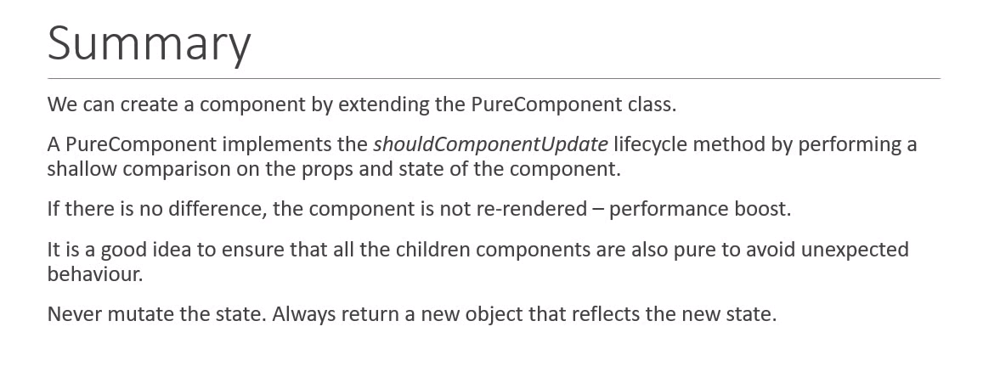 Summary
We can create a component by extending the PureComponent class.
A PureComponent implements the shouldComponentUpdate lifecycle method by performing a
shallow comparison on the props and state of the component.
If there is no difference, the component is not re-rendered – performance boost.
It is a good idea to ensure that all the children components are also pure to avoid unexpected
behaviour.
Never mutate the state. Always return a new object that reflects the new state.